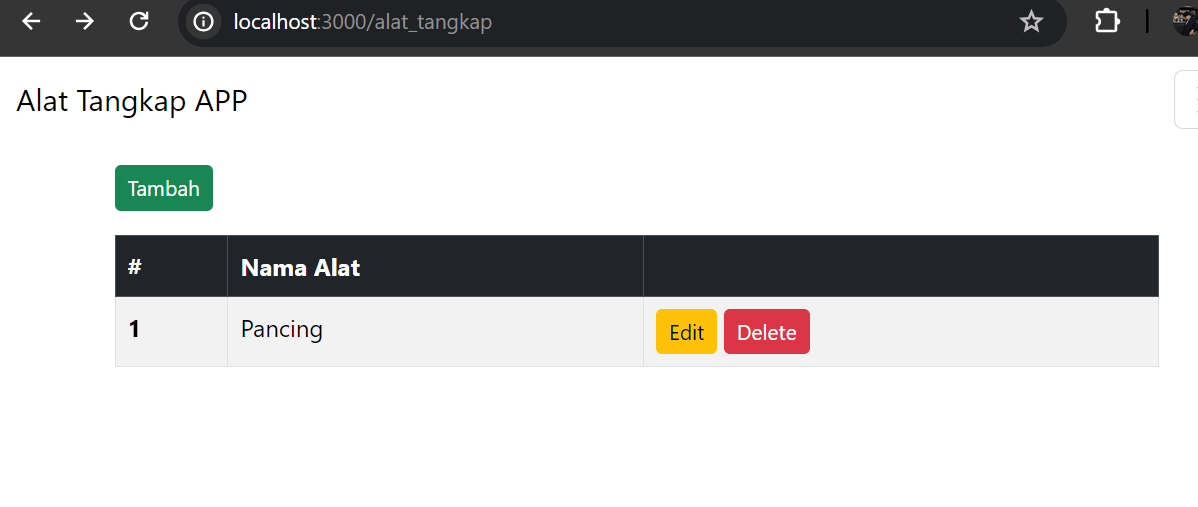 localhost:3000/alat_tangkap
Alat Tangkap APP
Tambah
# Nama Alat
1 Pancing Edit Delete